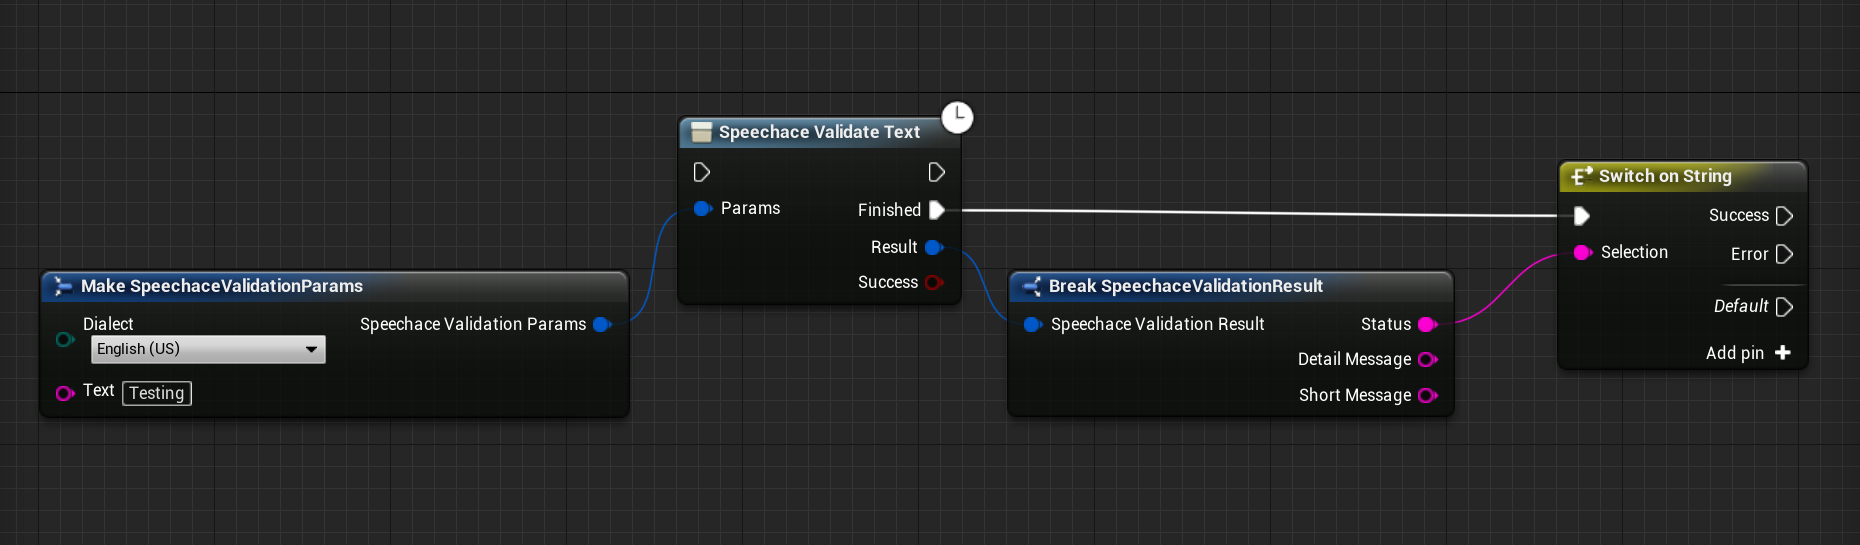 Speechace Validate Text
Params
Finished
Result
Success
Make SpeechaceValidationParams
Dialect
English (US)
Speechace Validation Params
Text
Testing
Break SpeechaceValidationResult
Speechace Validation Result
Status
Detail Message
Short Message
Switch on String
Success
Selection
Error
Default
Add pin